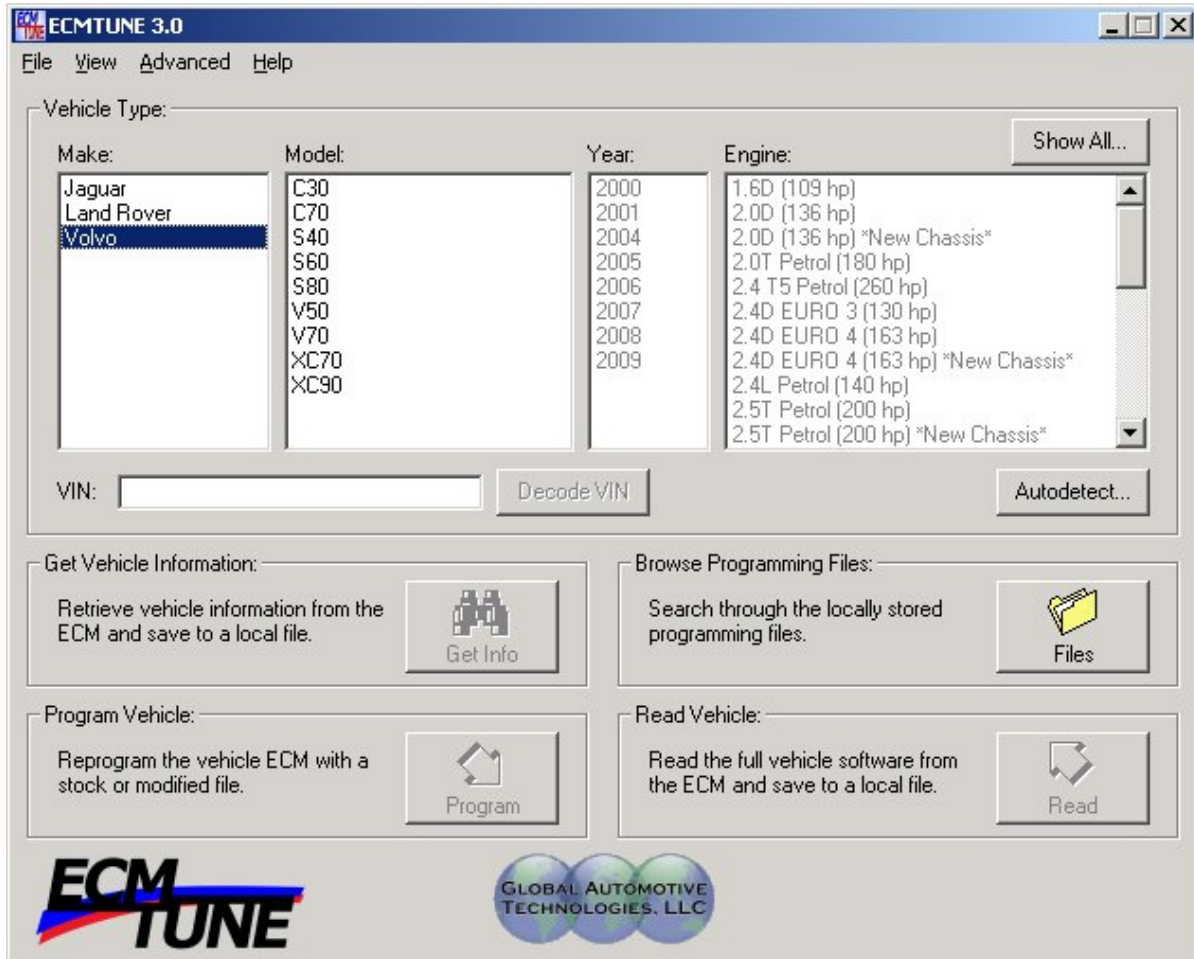 ECM TUNE
ECMTUNE 3.0
File View Advanced Help
Vehicle Type:
Show All...
Make:
Jaguar
Land Rover
Volvo
Model:
C30
C70
S40
S60
S80
V50
V70
XC70
XC90
Year:
2000
2001
2004
2005
2006
2007
2008
2009
Engine:
1.6D (109 hp)
2.0D (136 hp)
2.0D (136 hp) *New Chassis*
2.0T Petrol (180 hp)
2.4 T5 Petrol (260 hp)
2.4D EURO 3 (130 hp)
2.4D EURO 4 (163 hp)
2.4D EURO 4 (163 hp) *New Chassis*
2.4L Petrol (140 hp)
2.5T Petrol (200 hp)
2.5T Petrol (200 hp) *New Chassis*
VIN:
Decode VIN
Autodetect...
Get Vehicle Information:
Retrieve vehicle information from the
ECM and save to a local file.
Get Info
Browse Programming Files:
Search through the locally stored
programming files.
Files
Program Vehicle:
Reprogram the vehicle ECM with a
stock or modified file.
Program
Read Vehicle:
Read the full vehicle software from
the ECM and save to a local file.
Read
ECM
TUNE
GLOBAL AUTOMOTIVE
TECHNOLOGIES, LLC